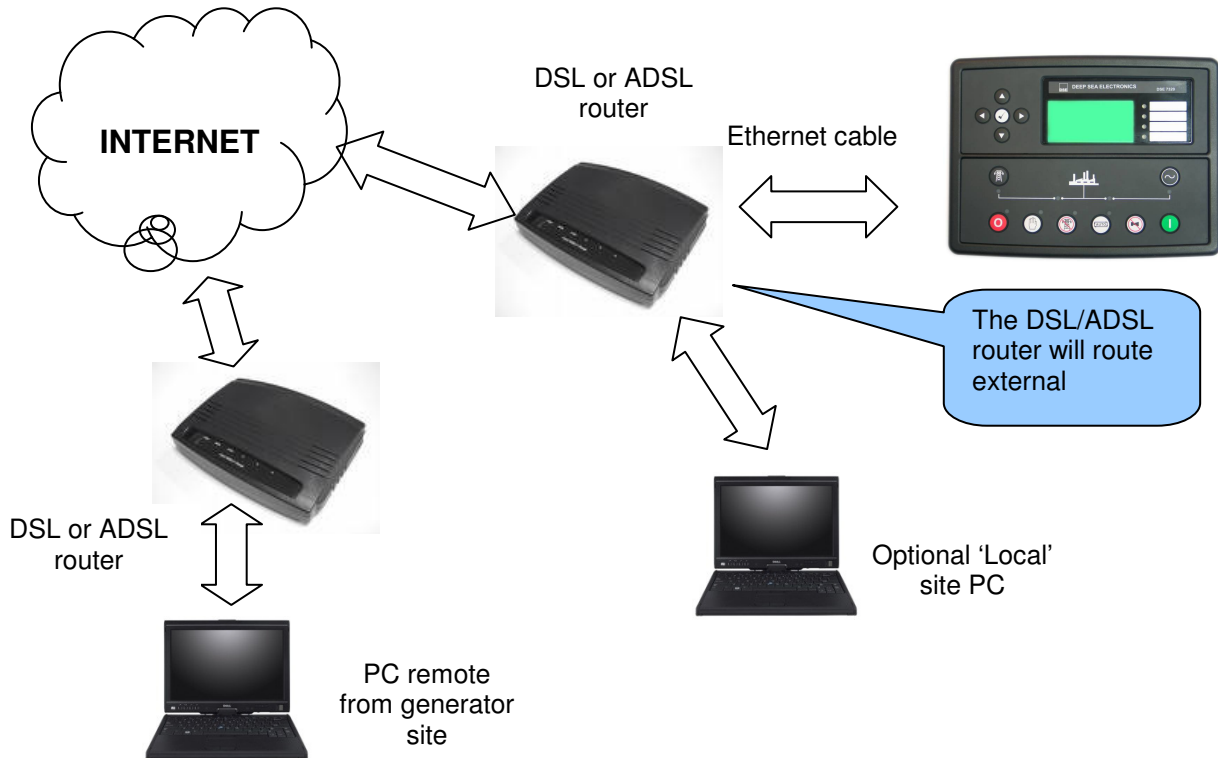 INTERNET
DSL or ADSL
router
Ethernet cable
DEEP SEA ELECTRONICS
The DSL/ADSL
router will route
external
DSL or ADSL
router
Optional ‘Local’
site PC
PC remote
from generator
site